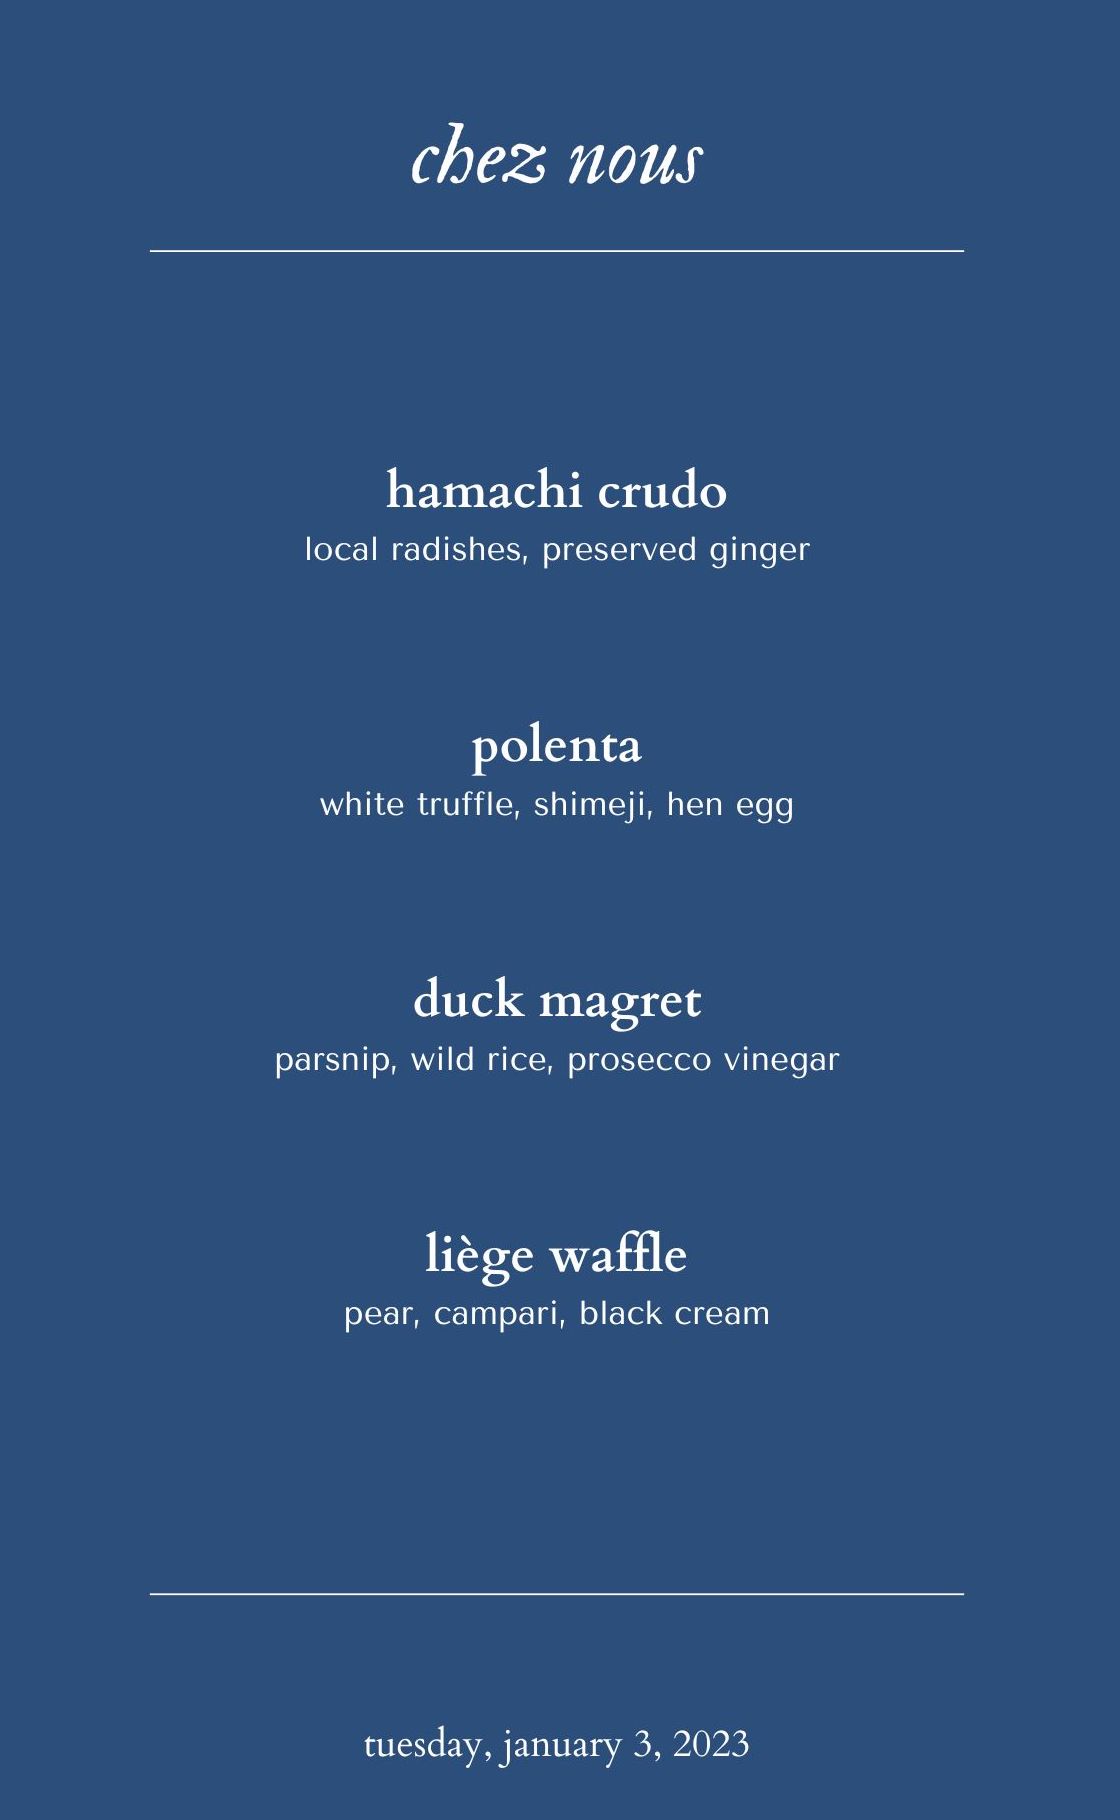 chez nous
hamachi crudo
local radishes, preserved ginger
polenta
white truffle, shimeji, hen egg
duck magret
parsnip, wild rice, prosecco vinegar
liège waffle
pear, campari, black cream
tuesday, january 3, 2023